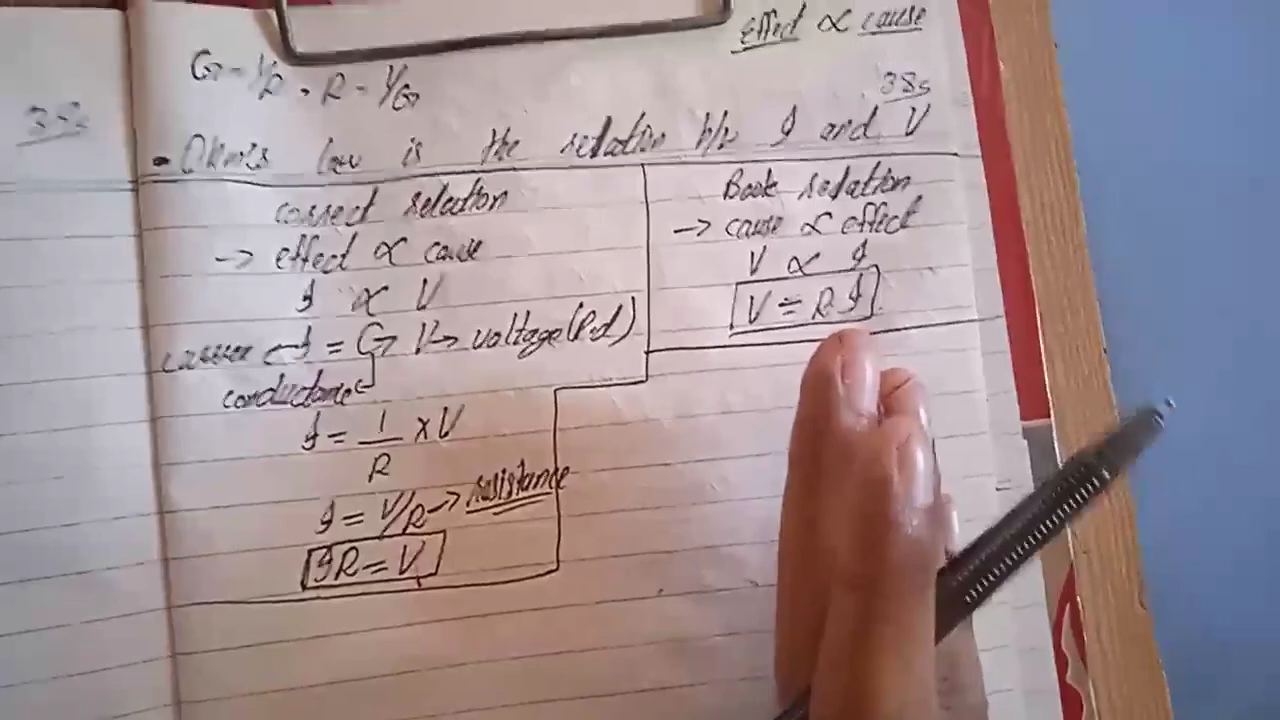 Effect ∝ cause
G = 1/R . R = 1/G
38s
38s
• Ohm's law is the relation b/w I and V
correct relation
→ effect ∝ cause
I ∝ V
current ← I = G V → voltage (P.d)
conductance
I = 1/R × V
I = V/R → resistance
IR = V
Book relation
→ cause ∝ effect
V ∝ I
V = R I